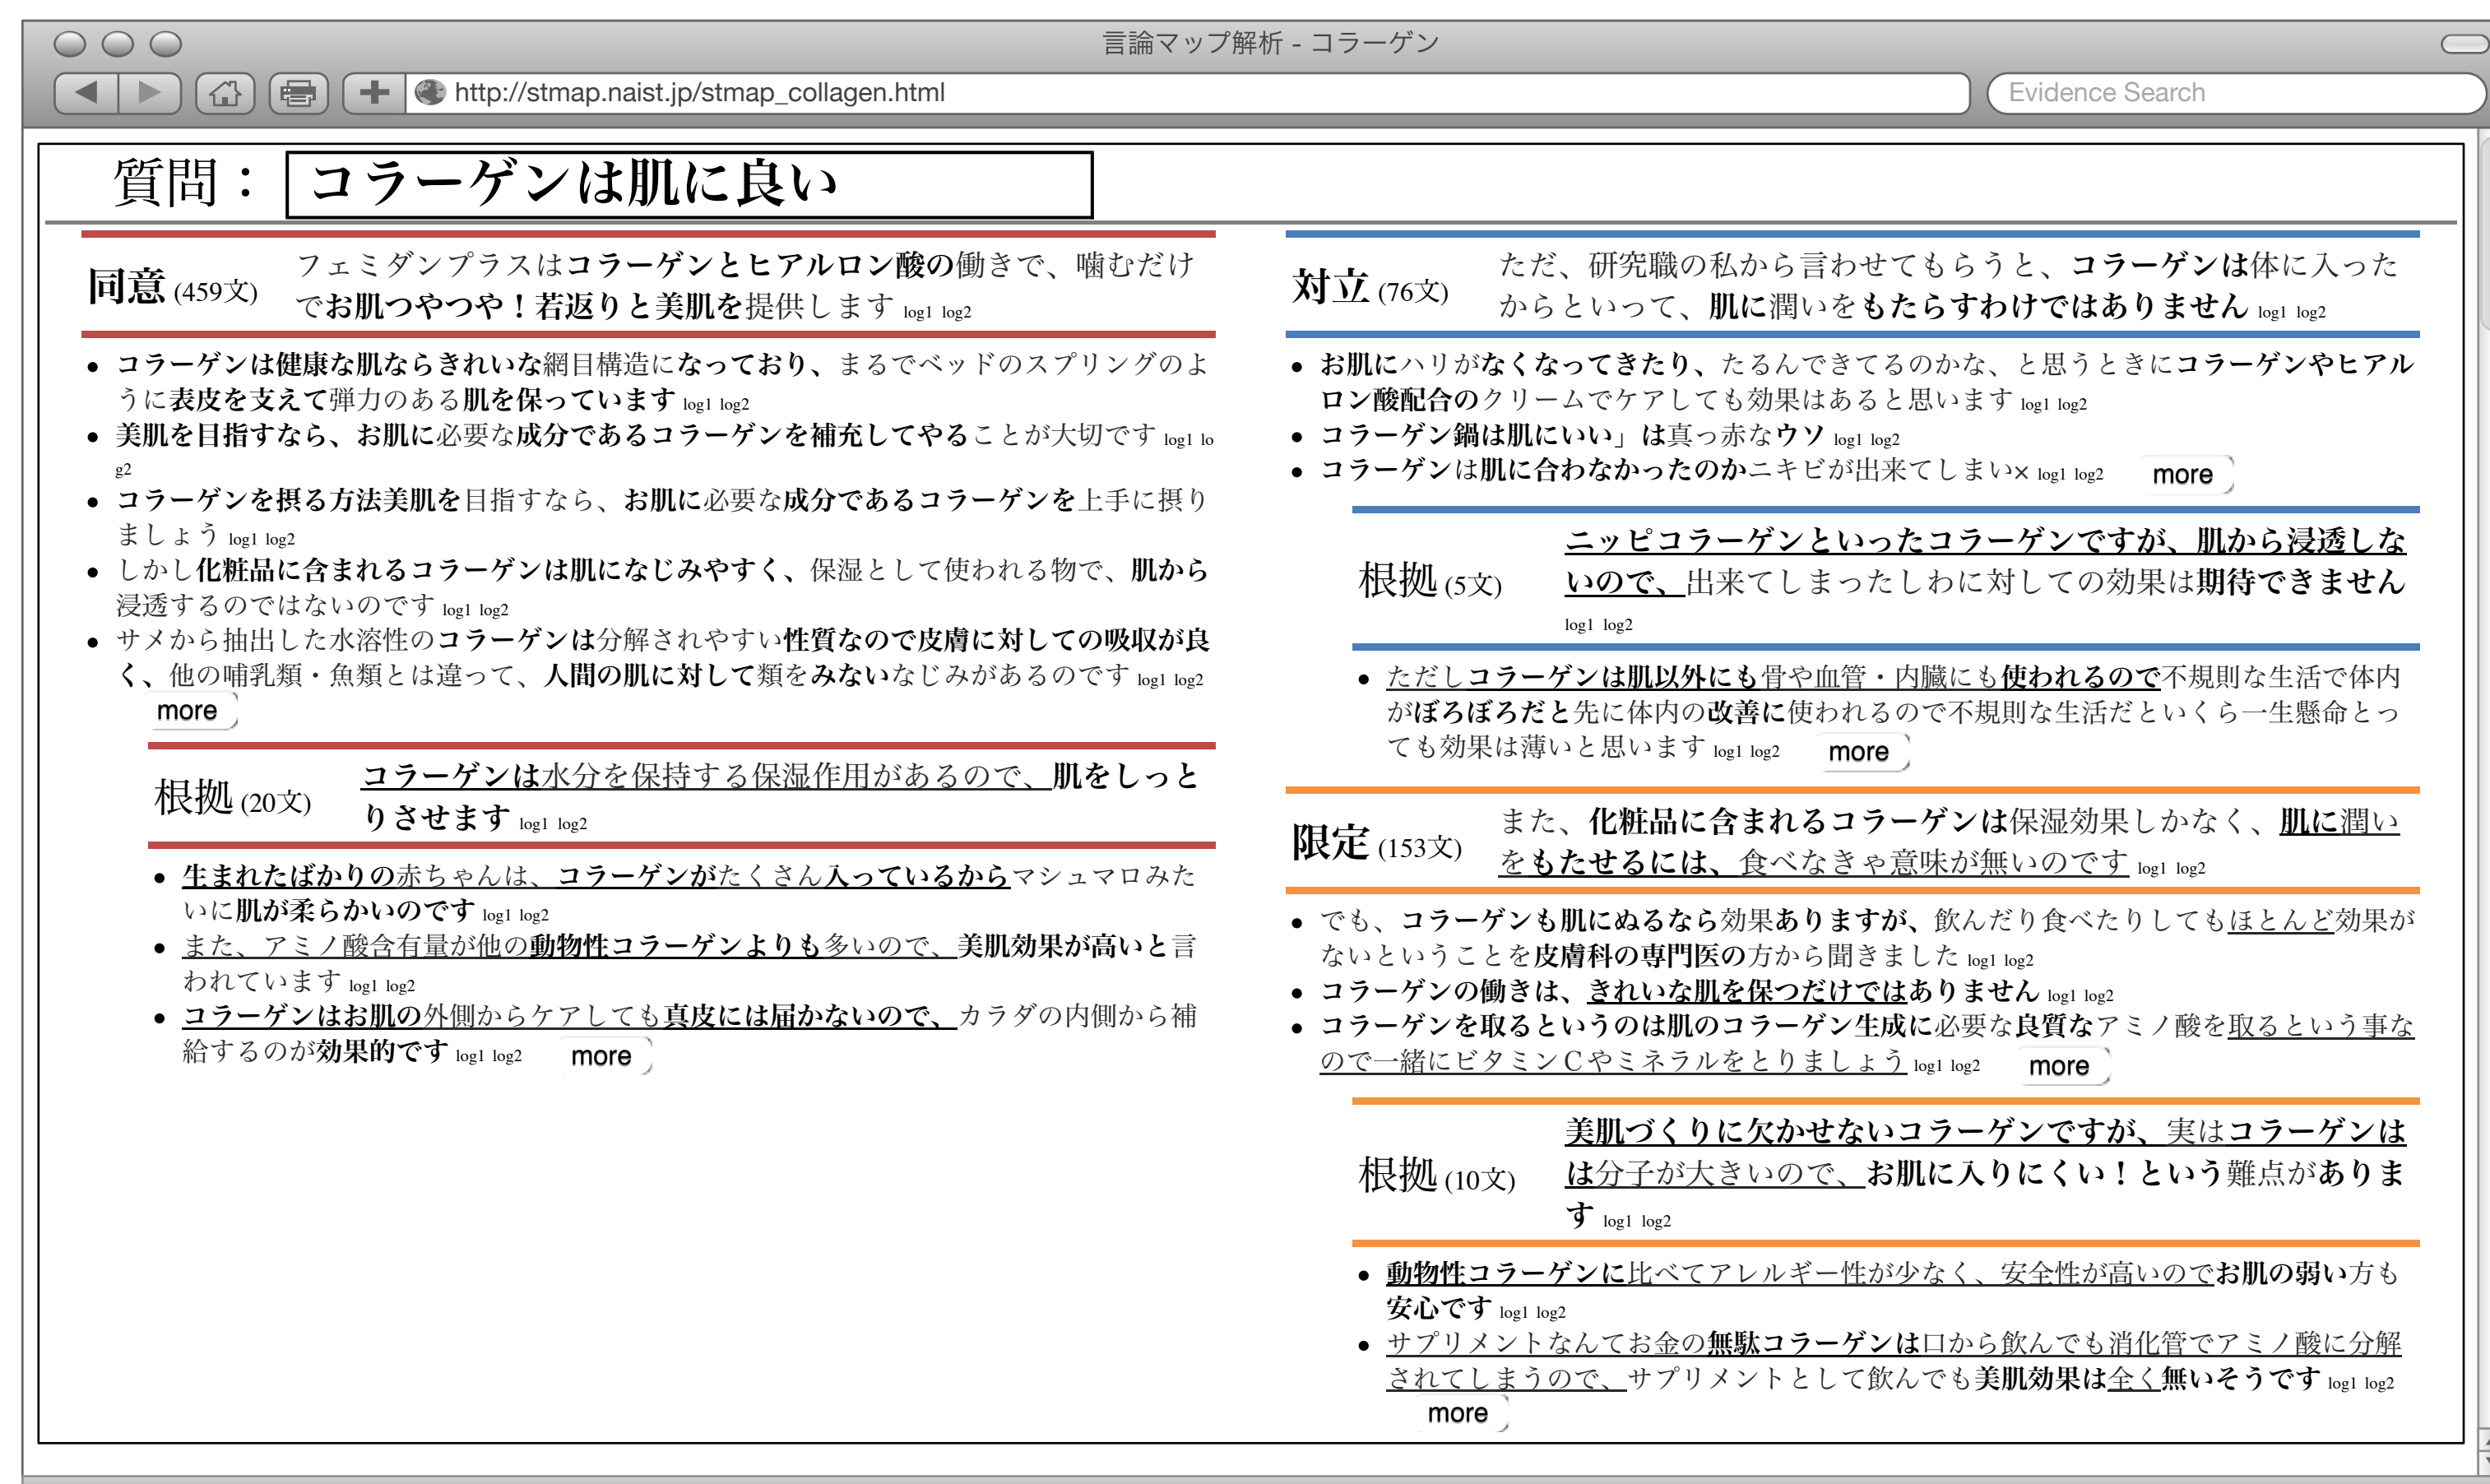 言論マップ解析 - コラーゲン
http://stmap.naist.jp/stmap_collagen.html
Evidence Search
質問： コラーゲンは肌に良い
同意 (459文)
フェミダンプラスはコラーゲンとヒアルロン酸の働きで、噛むだけ
でお肌つやつや！若返りと美肌を提供します log1 log2
• コラーゲンは健康な肌ならきれいな網目構造になっており、まるでベッドのスプリングのよ
うに表皮を支えて弾力のある肌を保っています log1 log2
• 美肌を目指すなら、お肌に必要な成分であるコラーゲンを補充してやることが大切です log1 lo
g2
• コラーゲンを摂る方法美肌を目指すなら、お肌に必要な成分であるコラーゲンを上手に摂り
ましょう log1 log2
• しかし化粧品に含まれるコラーゲンは肌になじみやすく、保湿として使われる物で、肌から
浸透するのではないのです log1 log2
• サメから抽出した水溶性のコラーゲンは分解されやすい性質なので皮膚に対しての吸収が良
く、他の哺乳類・魚類とは違って、人間の肌に対して類をみないなじみがあるのです log1 log2
more
根拠 (20文)
コラーゲンは水分を保持する保湿作用があるので、肌をしっと
りさせます log1 log2
• 生まれたばかりの赤ちゃんは、コラーゲンがたくさん入っているからマシュマロみた
いに肌が柔らかいのです log1 log2
• また、アミノ酸含有量が他の動物性コラーゲンよりも多いので、美肌効果が高いと言
われています log1 log2
• コラーゲンはお肌の外側からケアしても真皮には届かないので、カラダの内側から補
給するのが効果的です log1 log2 more
対立 (76文)
ただ、研究職の私から言わせてもらうと、コラーゲンは体に入った
からといって、肌に潤いをもたらすわけではありません log1 log2
• お肌にハリがなくなってきたり、たるんできてるのかな、と思うときにコラーゲンやヒアル
ロン酸配合のクリームでケアしても効果はあると思います log1 log2
• コラーゲン鍋は肌にいい」は真っ赤なウソ log1 log2
• コラーゲンは肌に合わなかったのかニキビが出来てしまい× log1 log2 more
根拠 (5文)
ニッピコラーゲンといったコラーゲンですが、肌から浸透しな
いので、出来てしまったしわに対しての効果は期待できません
log1 log2
• ただしコラーゲンは肌以外にも骨や血管・内臓にも使われるので不規則な生活で体内
がぼろぼろだと先に体内の改善に使われるので不規則な生活だといくら一生懸命とっ
ても効果は薄いと思います log1 log2 more
限定 (153文)
また、化粧品に含まれるコラーゲンは保湿効果しかなく、肌に潤い
をもたせるには、食べなきゃ意味が無いのです log1 log2
• でも、コラーゲンも肌にぬるなら効果ありますが、飲んだり食べたりしてもほとんど効果が
ないということを皮膚科の専門医の方から聞きました log1 log2
• コラーゲンの働きは、きれいな肌を保つだけではありません log1 log2
• コラーゲンを取るというのは肌のコラーゲン生成に必要な良質なアミノ酸を取るという事な
ので一緒にビタミンＣやミネラルをとりましょう log1 log2 more
根拠 (10文)
美肌づくりに欠かせないコラーゲンですが、実はコラーゲンは
は分子が大きいので、お肌に入りにくい！という難点がありま
す log1 log2
• 動物性コラーゲンに比べてアレルギー性が少なく、安全性が高いのでお肌の弱い方も
安心です log1 log2
• サプリメントなんてお金の無駄コラーゲンは口から飲んでも消化管でアミノ酸に分解
されてしまうので、サプリメントとして飲んでも美肌効果は全く無いそうです log1 log2
more